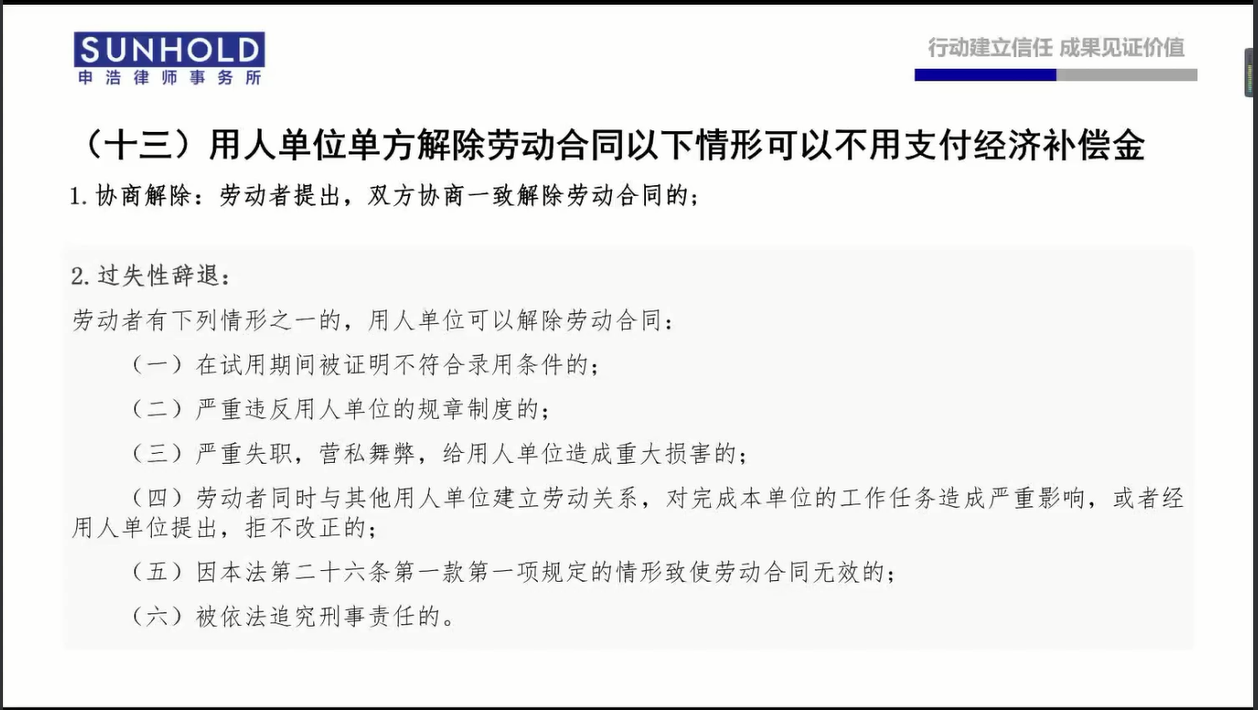 SUNHOLD
申浩律师事务所
行动建立信任 成果见证价值
（十三）用人单位单方解除劳动合同以下情形可以不用支付经济补偿金
1. 协商解除：劳动者提出，双方协商一致解除劳动合同的；
2. 过失性辞退：
劳动者有下列情形之一的，用人单位可以解除劳动合同：
（一）在试用期间被证明不符合录用条件的；
（二）严重违反用人单位的规章制度的；
（三）严重失职，营私舞弊，给用人单位造成重大损害的；
（四）劳动者同时与其他用人单位建立劳动关系，对完成本单位的工作任务造成严重影响，或者经
用人单位提出，拒不改正的；
（五）因本法第二十六条第一款第一项规定的情形致使劳动合同无效的；
（六）被依法追究刑事责任的。